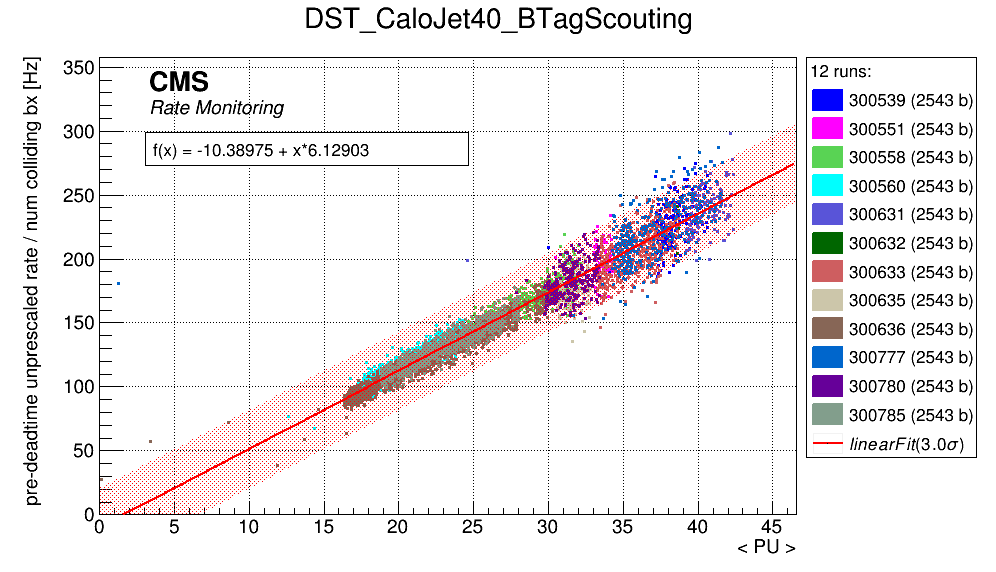 DST_CaloJet40_BTagScouting
pre-deadtime unprescaled rate / num colliding bx [Hz]
350
300
250
200
150
100
50
0
CMS
Rate Monitoring
f(x) = -10.38975 + x*6.12903
0 5 10 15 20 25 30 35 40 45
< PU >
12 runs:
300539 (2543 b)
300551 (2543 b)
300558 (2543 b)
300560 (2543 b)
300631 (2543 b)
300632 (2543 b)
300633 (2543 b)
300635 (2543 b)
300636 (2543 b)
300777 (2543 b)
300780 (2543 b)
300785 (2543 b)
linearFit(3.0σ)